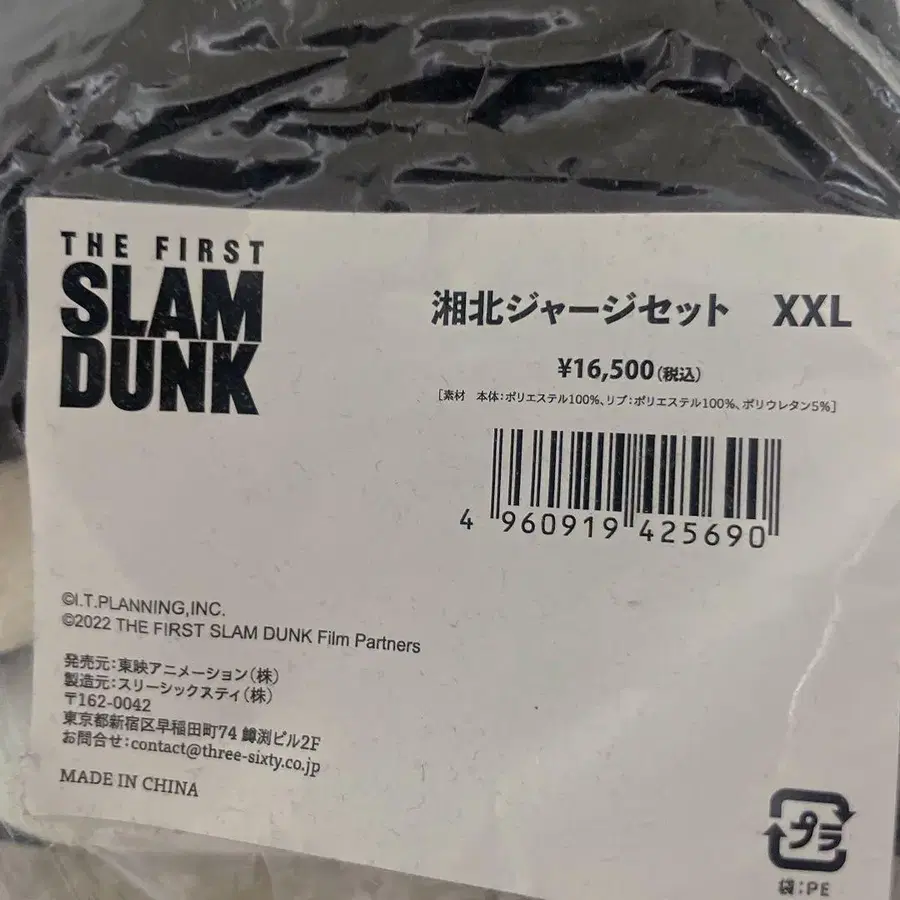 THE FIRST
SLAM
DUNK
湘北ジャージセット XXL
¥16,500(税込)
[素材 本体:ポリエステル100%、リブ:ポリエステル100%、ポリウレタン5%]
4 960919 425690
©I.T.PLANNING,INC.
©2022 THE FIRST SLAM DUNK Film Partners
発売元:東映アニメーション(株)
製造元:スリーシックスティ(株)
〒162-0042
東京都新宿区早稲田町74 鱒渕ビル2F
お問合せ:contact@three-sixty.co.jp
MADE IN CHINA
プラ
袋:PE